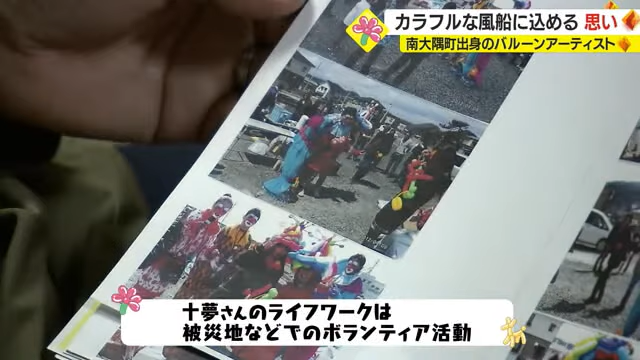 カラフルな風船に込める 思い
南大隅町出身のバルーンアーティスト
十夢さんのライフワークは
被災地などでのボランティア活動